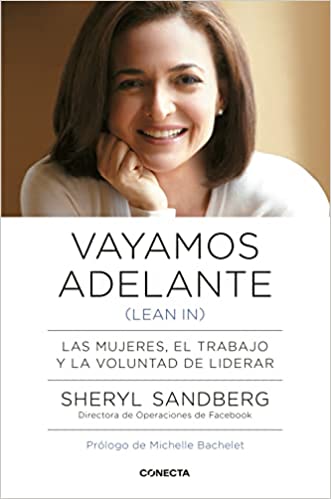 VAYAMOS
ADELANTE
(LEAN IN)
LAS MUJERES, EL TRABAJO
Y LA VOLUNTAD DE LIDERAR
SHERYL SANDBERG
Directora de Operaciones de Facebook
Prólogo de Michelle Bachelet
CONECTA